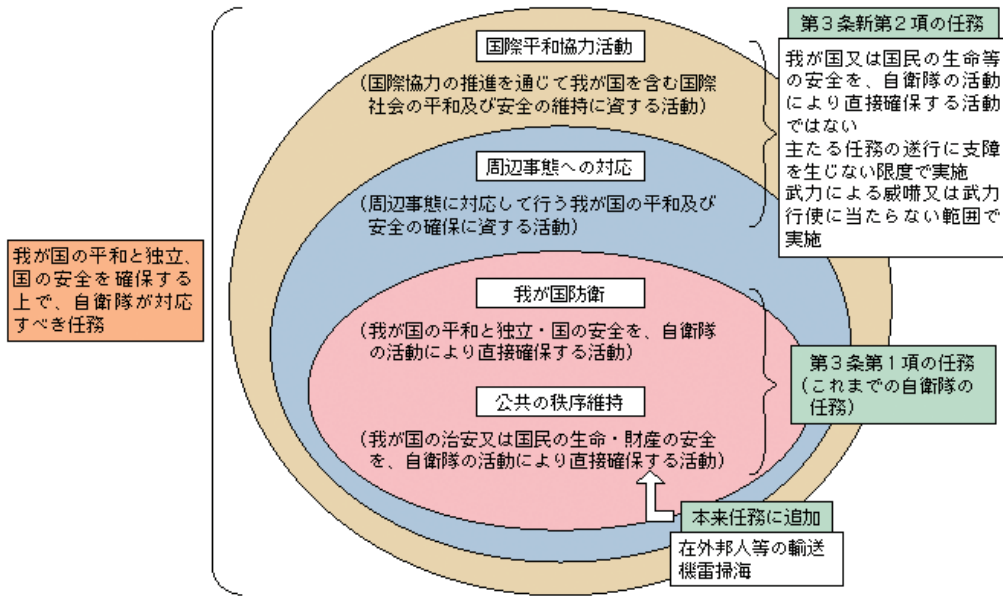 我が国の平和と独立、
国の安全を確保する
上で、自衛隊が対応
すべき任務
国際平和協力活動
(国際協力の推進を通じて我が国を含む国際
社会の平和及び安全の維持に資する活動)
周辺事態への対応
(周辺事態に対応して行う我が国の平和及び
安全の確保に資する活動)
我が国防衛
(我が国の平和と独立・国の安全を、自衛隊
の活動により直接確保する活動)
公共の秩序維持
(我が国の治安又は国民の生命・財産の安全
を、自衛隊の活動により直接確保する活動)
第3条新第2項の任務
我が国又は国民の生命等
の安全を、自衛隊の活動
により直接確保する活動
ではない
主たる任務の遂行に支障
を生じない限度で実施
武力による威嚇又は武力
行使に当たらない範囲で
実施
第3条第1項の任務
(これまでの自衛隊の
任務)
本来任務に追加
在外邦人等の輸送
機雷掃海